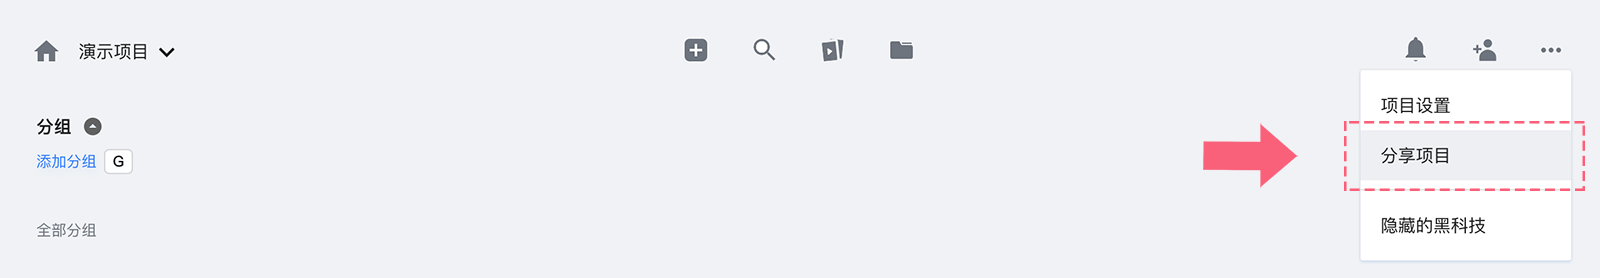 演示项目
分组
添加分组 G
全部分组
项目设置
分享项目
隐藏的黑科技